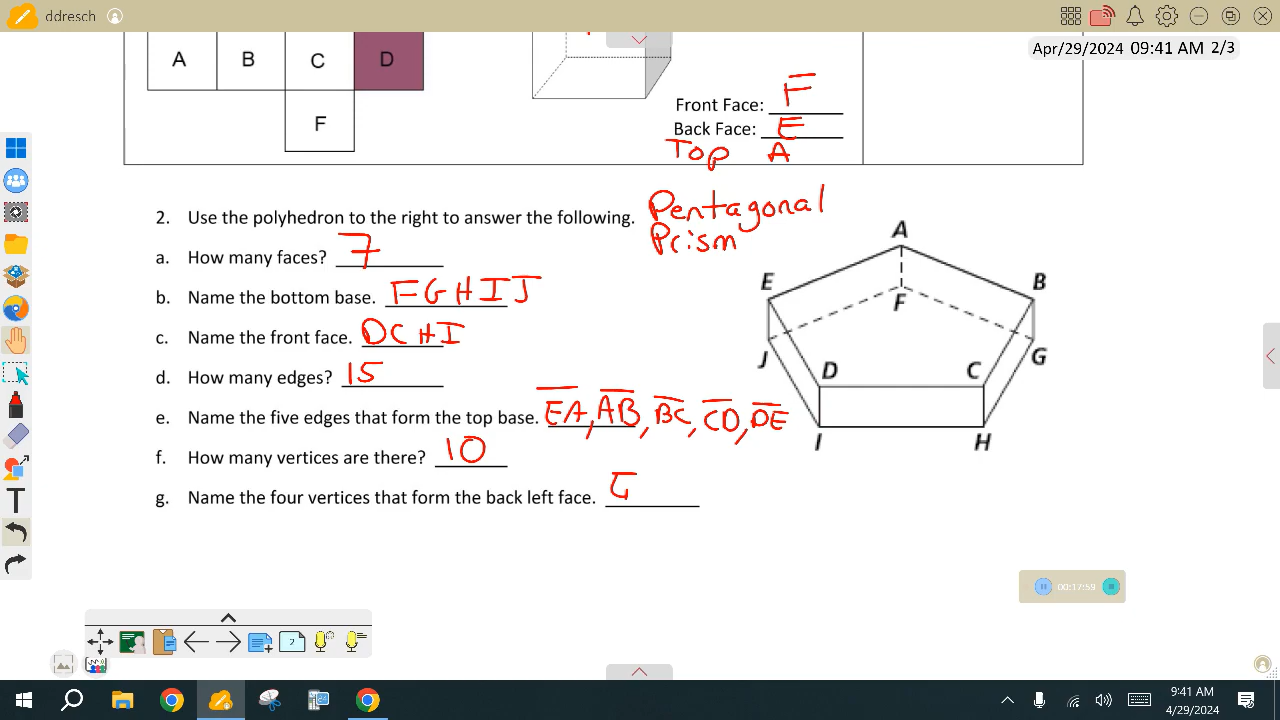 ddresch
Apr/29/2024 09:41 AM 2/3
A B C D
F
Front Face: F
Back Face: E
Top A
2. Use the polyhedron to the right to answer the following. Pentagonal
Prism
a. How many faces? 7
b. Name the bottom base. FGHIJ
c. Name the front face. DCHI
d. How many edges? 15
e. Name the five edges that form the top base. EA, AB, BC, CD, DE
f. How many vertices are there? 10
g. Name the four vertices that form the back left face.
A
E B
F
J G
D C
I H
00:17:59
2
9:41 AM
4/29/2024